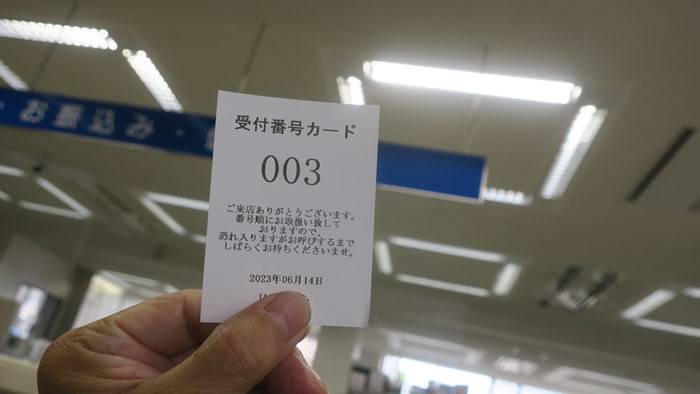 ・お振込み・
受付番号カード
003
ご来店ありがとうございます。
番号順にお取扱い致して
おりますので、
恐れ入りますがお呼びするまで
しばらくお待ちくださいませ。
2023年06月14日